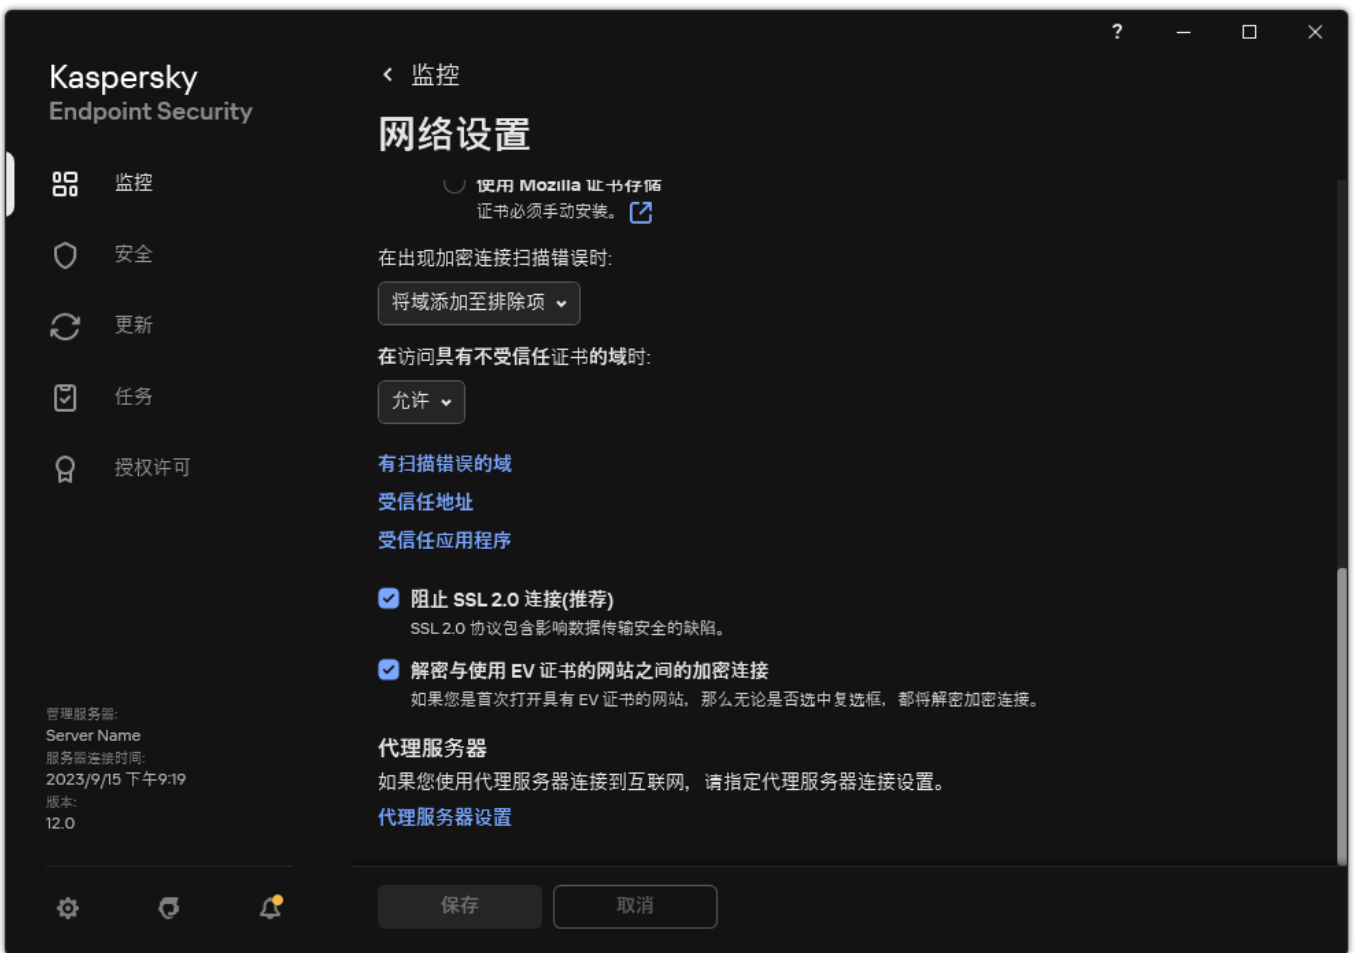 ?
Kaspersky
Endpoint Security
监控
安全
更新
任务
授权许可
管理服务器:
Server Name
服务器连接时间:
2023/9/15 下午9:19
版本:
12.0
监控
网络设置
使用 Mozilla 证书存储
证书必须手动安装。
在出现加密连接扫描错误时:
将域添加至排除项
在访问具有不受信任证书的域时:
允许
有扫描错误的域
受信任地址
受信任应用程序
阻止 SSL 2.0 连接(推荐)
SSL 2.0 协议包含影响数据传输安全的缺陷。
解密与使用 EV 证书的网站之间的加密连接
如果您是首次打开具有 EV 证书的网站，那么无论是否选中复选框，都将解密加密连接。
代理服务器
如果您使用代理服务器连接到互联网，请指定代理服务器连接设置。
代理服务器设置
保存
取消